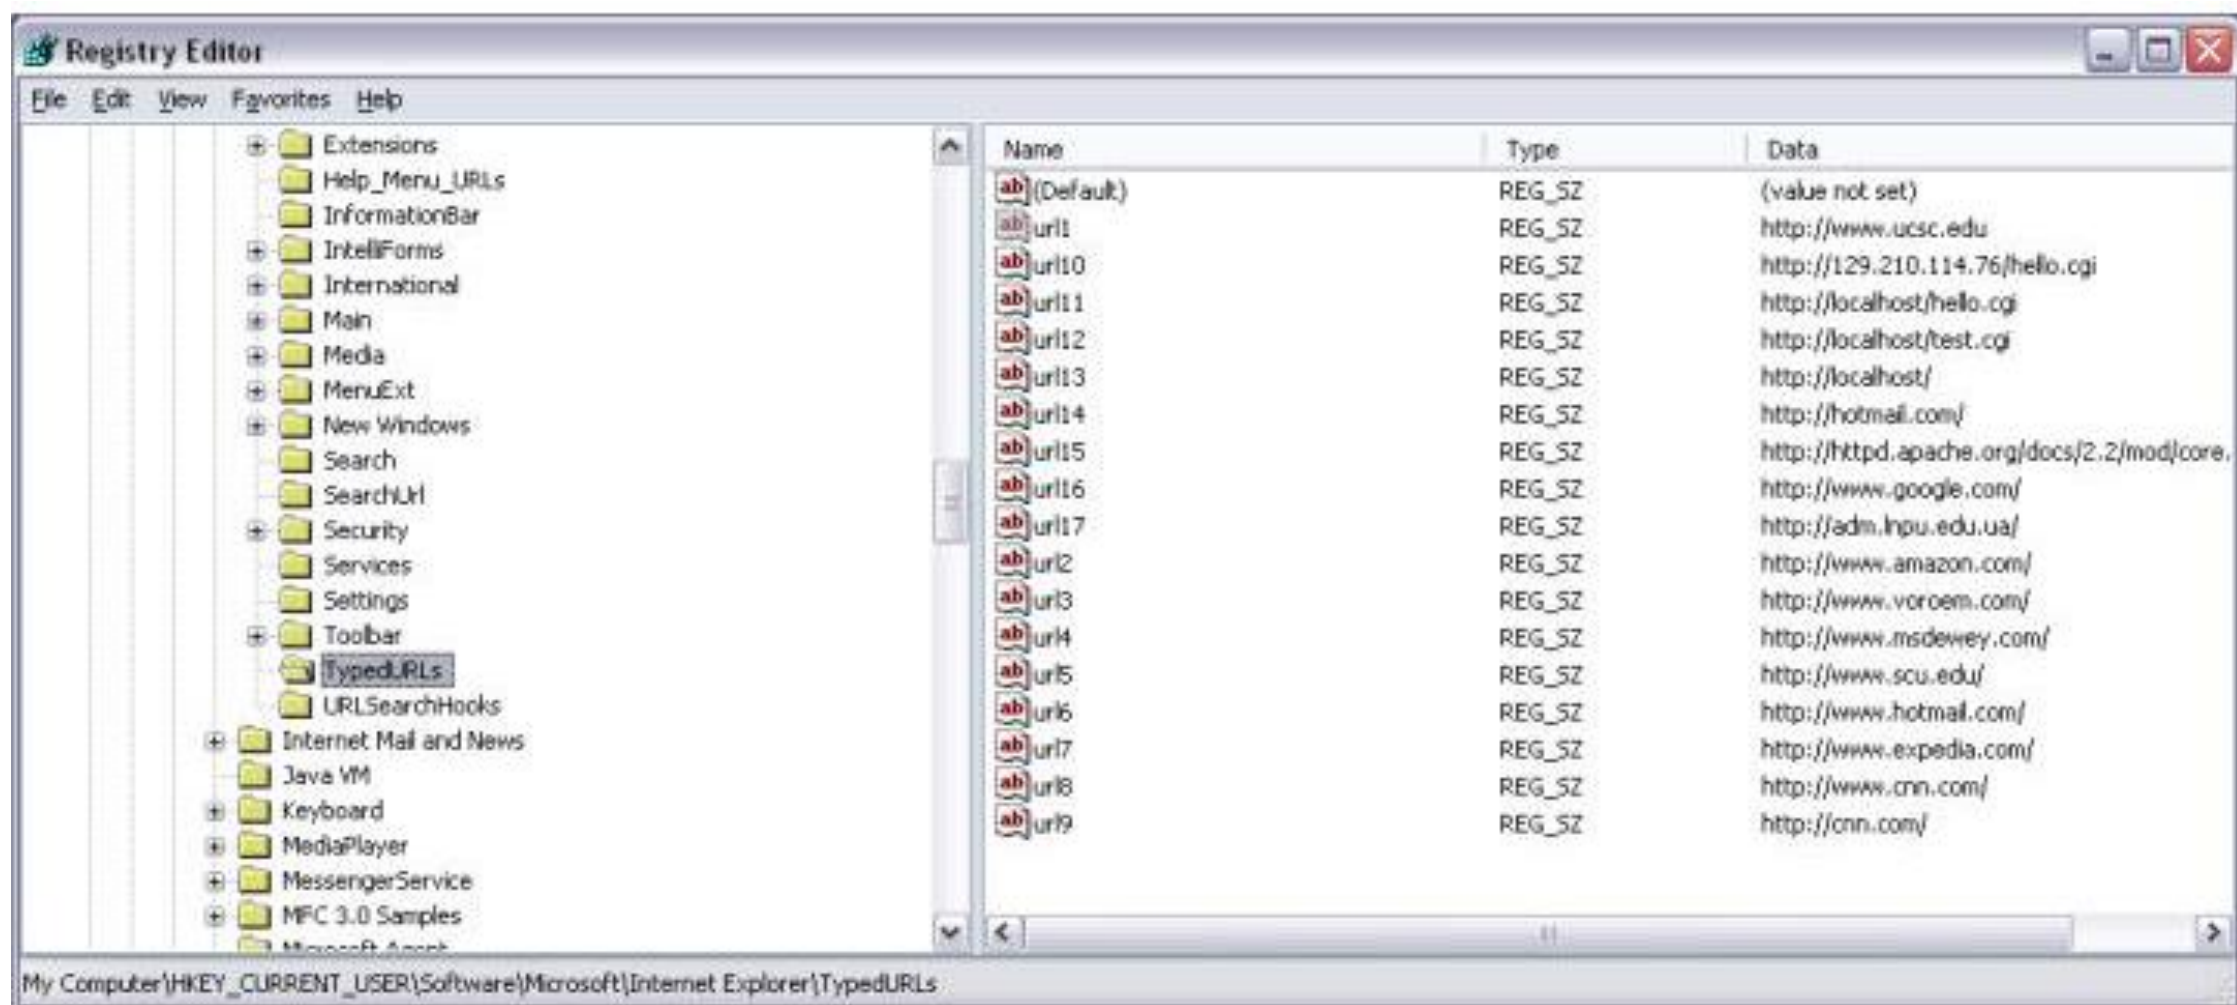 Registry Editor
File Edit View Favorites Help
Extensions
Help_Menu_URLs
InformationBar
IntelliForms
International
Main
Media
MenuExt
New Windows
Search
SearchUrl
Security
Services
Settings
Toolbar
TypedURLs
URLSearchHooks
Internet Mail and News
Java VM
Keyboard
MediaPlayer
MessengerService
MFC 3.0 Samples
Microsoft Agent
Name Type Data
(Default) REG_SZ (value not set)
url1 REG_SZ http://www.ucsc.edu
url10 REG_SZ http://129.210.114.76/hello.cgi
url11 REG_SZ http://localhost/hello.cgi
url12 REG_SZ http://localhost/test.cgi
url13 REG_SZ http://localhost/
url14 REG_SZ http://hotmail.com/
url15 REG_SZ http://httpd.apache.org/docs/2.2/mod/core.
url16 REG_SZ http://www.google.com/
url17 REG_SZ http://adm.lnpu.edu.ua/
url2 REG_SZ http://www.amazon.com/
url3 REG_SZ http://www.voroem.com/
url4 REG_SZ http://www.msdewey.com/
url5 REG_SZ http://www.scu.edu/
url6 REG_SZ http://www.hotmail.com/
url7 REG_SZ http://www.expedia.com/
url8 REG_SZ http://www.cnn.com/
url9 REG_SZ http://cnn.com/
My Computer\HKEY_CURRENT_USER\Software\Microsoft\Internet Explorer\TypedURLs